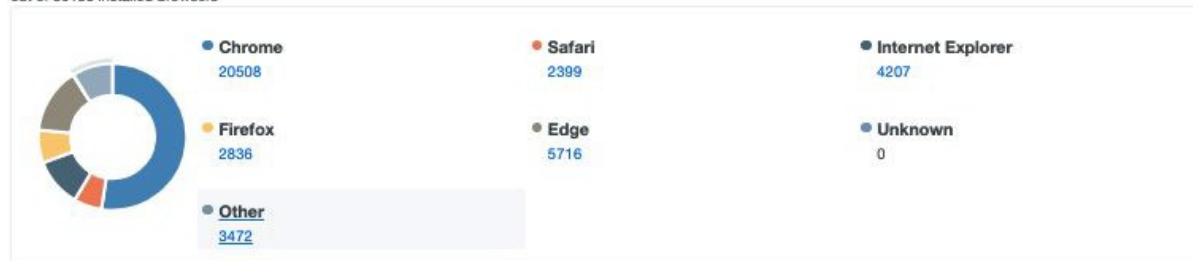 Chrome
20508
Safari
2399
Internet Explorer
4207
Firefox
2836
Edge
5716
Unknown
0
Other
3472